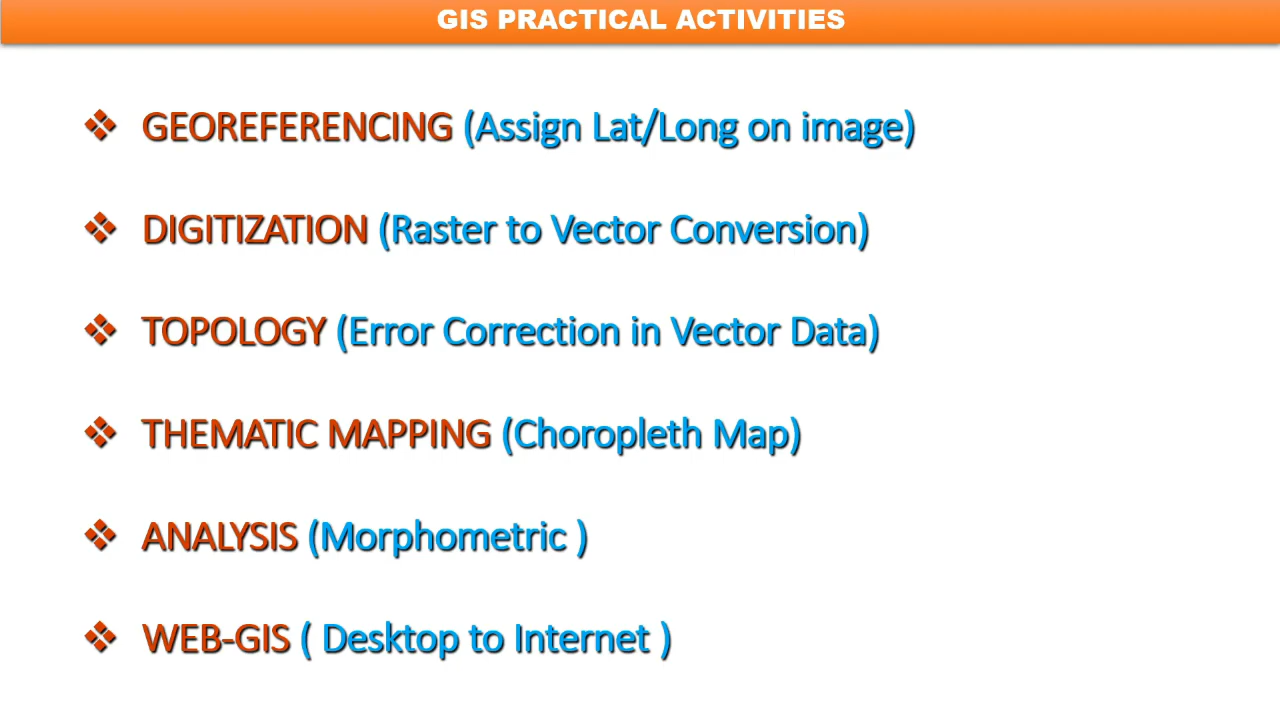 GIS PRACTICAL ACTIVITIES
❖ GEOREFERENCING (Assign Lat/Long on image)
❖ DIGITIZATION (Raster to Vector Conversion)
❖ TOPOLOGY (Error Correction in Vector Data)
❖ THEMATIC MAPPING (Choropleth Map)
❖ ANALYSIS (Morphometric )
❖ WEB-GIS ( Desktop to Internet )